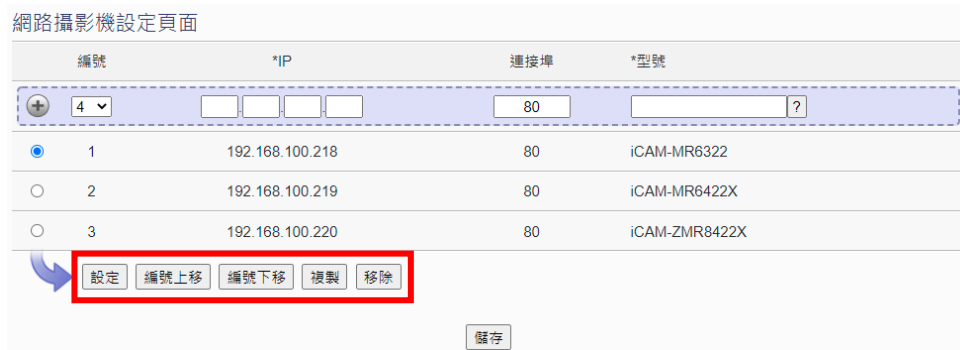 網路攝影機設定頁面
編號 *IP 連接埠 *型號
4 . . . 80 ?
1 192.168.100.218 80 iCAM-MR6322
2 192.168.100.219 80 iCAM-MR6422X
3 192.168.100.220 80 iCAM-ZMR8422X
設定 編號上移 編號下移 複製 移除
儲存